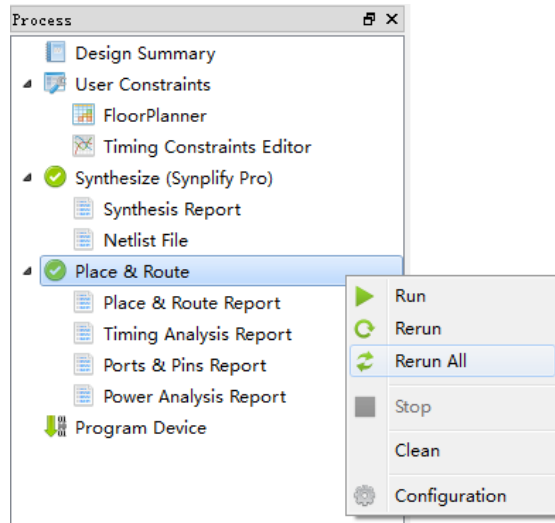 Process
Design Summary
User Constraints
FloorPlanner
Timing Constraints Editor
Synthesize (Synplify Pro)
Synthesis Report
Netlist File
Place & Route
Place & Route Report
Timing Analysis Report
Ports & Pins Report
Power Analysis Report
Program Device
Run
Rerun
Rerun All
Stop
Clean
Configuration